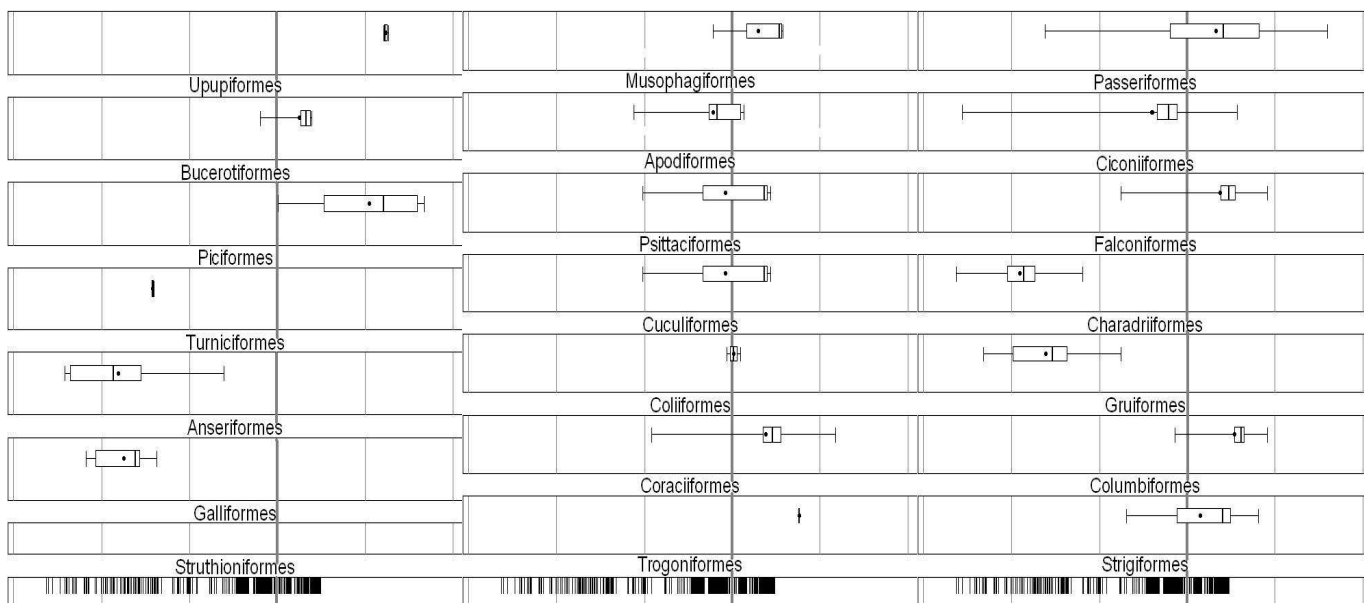 Upupiformes
Bucerotiformes
Piciformes
Turniciformes
Anseriformes
Galliformes
Struthioniformes
Musophagiformes
Apodiformes
Psittaciformes
Cuculiformes
Coliiformes
Coraciiformes
Trogoniformes
Passeriformes
Ciconiiformes
Falconiformes
Charadriiformes
Gruiformes
Columbiformes
Strigiformes